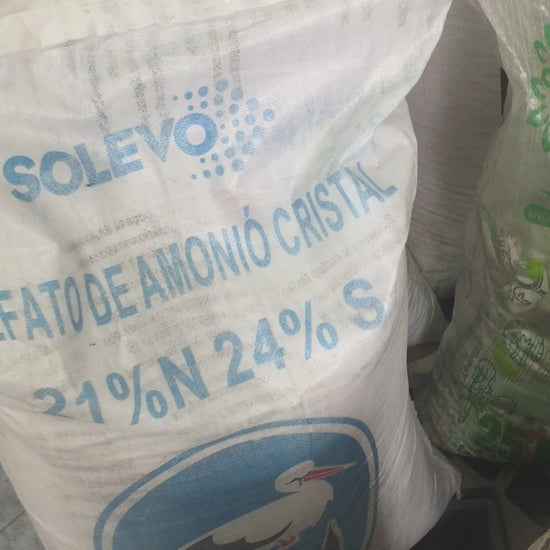 SOLEVO
FATO DE AMONIÓ CRISTAL
21%N 24% S